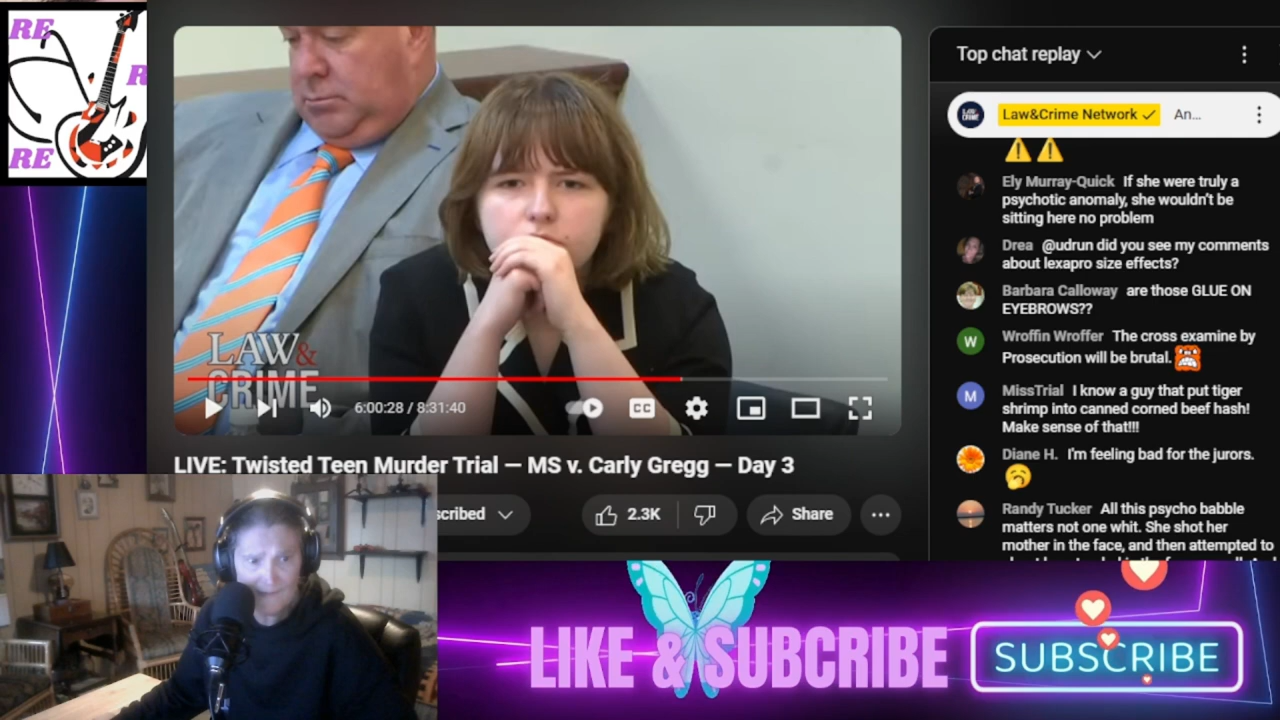 RE
R
RE
LAW&
CRIME
6:00:28 / 8:31:40
CC
LIVE: Twisted Teen Murder Trial — MS v. Carly Gregg — Day 3
scribed
2.3K
Share
Top chat replay
Law&Crime Network An...
Ely Murray-Quick If she were truly a
psychotic anomaly, she wouldn't be
sitting here no problem
Drea @udrun did you see my comments
about lexapro size effects?
Barbara Calloway are those GLUE ON
EYEBROWS??
W
Wroffin Wroffer The cross examine by
Prosecution will be brutal.
M
MissTrial I know a guy that put tiger
shrimp into canned corned beef hash!
Make sense of that!!!
Diane H. I'm feeling bad for the jurors.
Randy Tucker All this psycho babble
matters not one whit. She shot her
mother in the face, and then attempted to
LIKE & SUBCRIBE
SUBSCRIBE